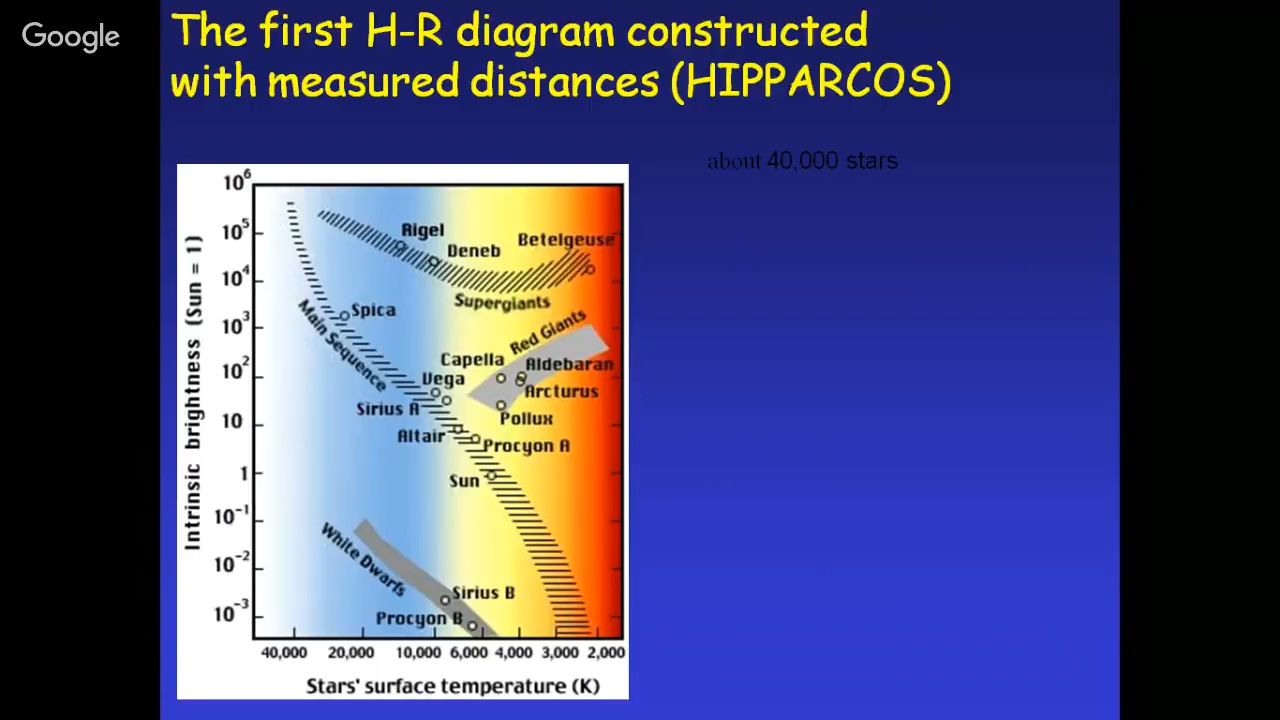 Google
The first H-R diagram constructed
with measured distances (HIPPARCOS)
about 40,000 stars
10⁶
10⁵
10⁴
10³
10²
10
1
10⁻¹
10⁻²
10⁻³
Intrinsic brightness (Sun = 1)
Rigel
Deneb
Betelgeuse
Supergiants
Spica
Main Sequence
Red Giants
Capella
Aldebaran
Vega
Arcturus
Sirius A
Pollux
Altair
Procyon A
Sun
White Dwarfs
Sirius B
Procyon B
40,000 20,000 10,000 6,000 4,000 3,000 2,000
Stars' surface temperature (K)